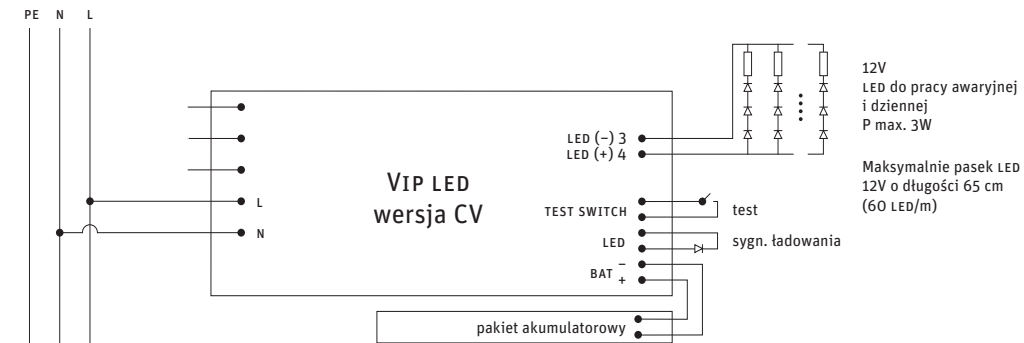 PE N L
12V
LED do pracy awaryjnej
i dziennej
P max. 3W
LED (–) 3
LED (+) 4
Maksymalnie pasek LED
12V o długości 65 cm
(60 LED/m)
VIP LED
wersja CV
L
N
TEST SWITCH
test
LED
sygn. ładowania
BAT –
+
pakiet akumulatorowy